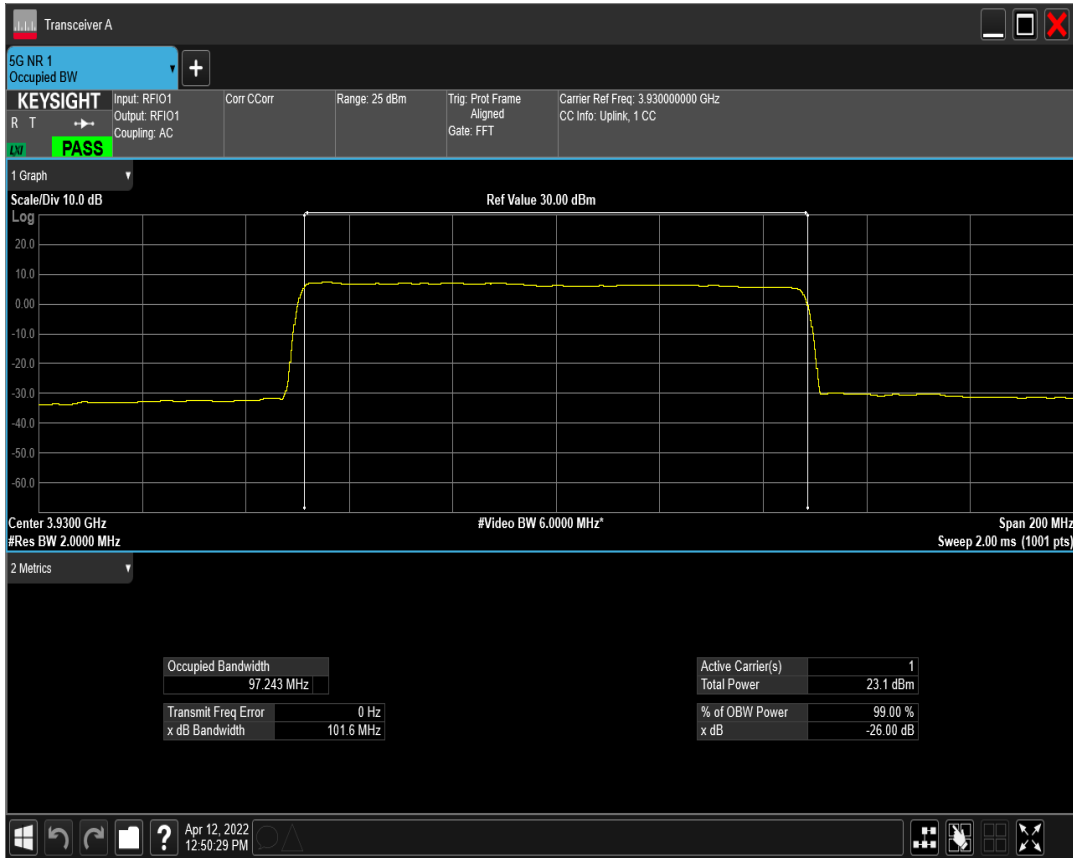 Transceiver A
5G NR 1
Occupied BW
KEYSIGHT
R T
LXI
PASS
Input: RFIO1
Output: RFIO1
Coupling: AC
Corr CCorr
Range: 25 dBm
Trig: Prot Frame
Aligned
Gate: FFT
Carrier Ref Freq: 3.930000000 GHz
CC Info: Uplink, 1 CC
1 Graph
Scale/Div 10.0 dB
Ref Value 30.00 dBm
Log
20.0
10.0
0.00
-10.0
-20.0
-30.0
-40.0
-50.0
-60.0
Center 3.9300 GHz
#Video BW 6.0000 MHz*
Span 200 MHz
#Res BW 2.0000 MHz
Sweep 2.00 ms (1001 pts)
2 Metrics
Occupied Bandwidth
97.243 MHz
Transmit Freq Error 0 Hz
x dB Bandwidth 101.6 MHz
Active Carrier(s) 1
Total Power 23.1 dBm
% of OBW Power 99.00 %
x dB -26.00 dB
?
Apr 12, 2022
12:50:29 PM